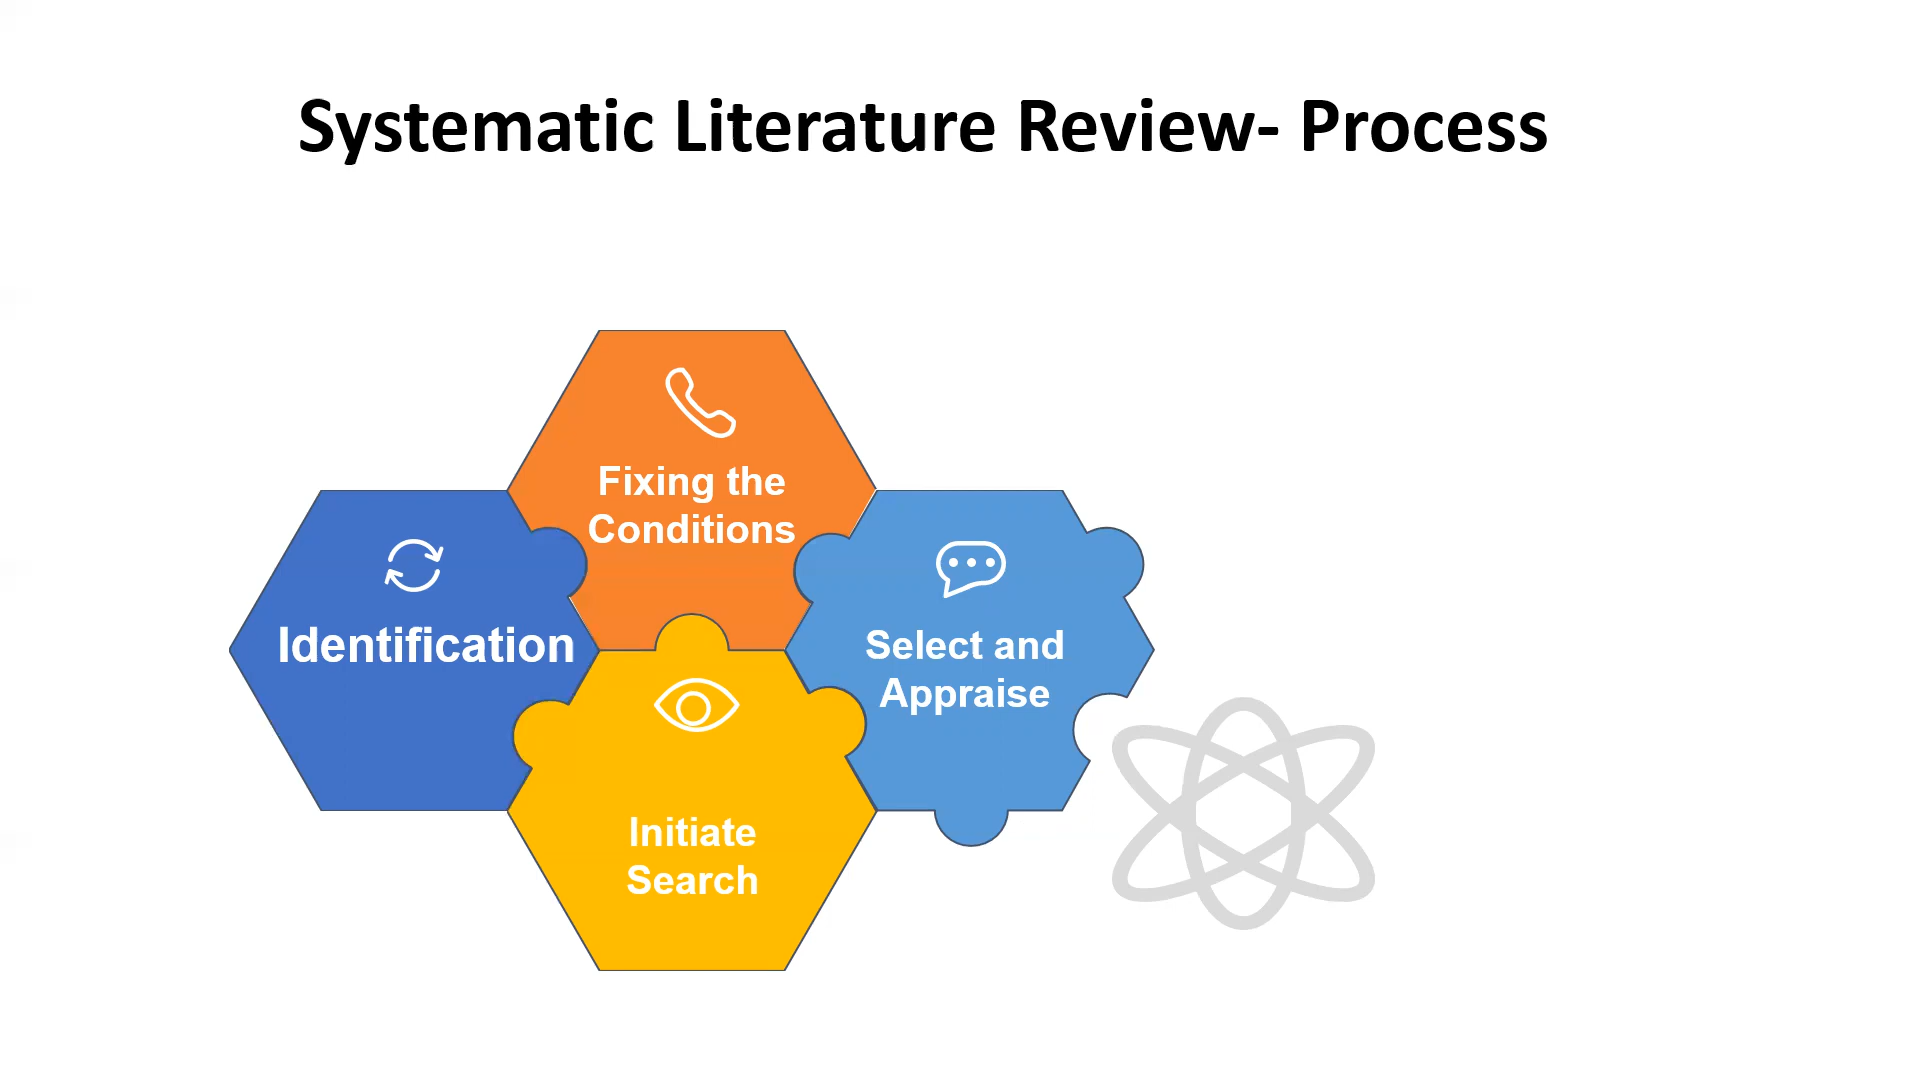 Systematic Literature Review- Process
Fixing the
Conditions
Identification
Select and
Appraise
Initiate
Search